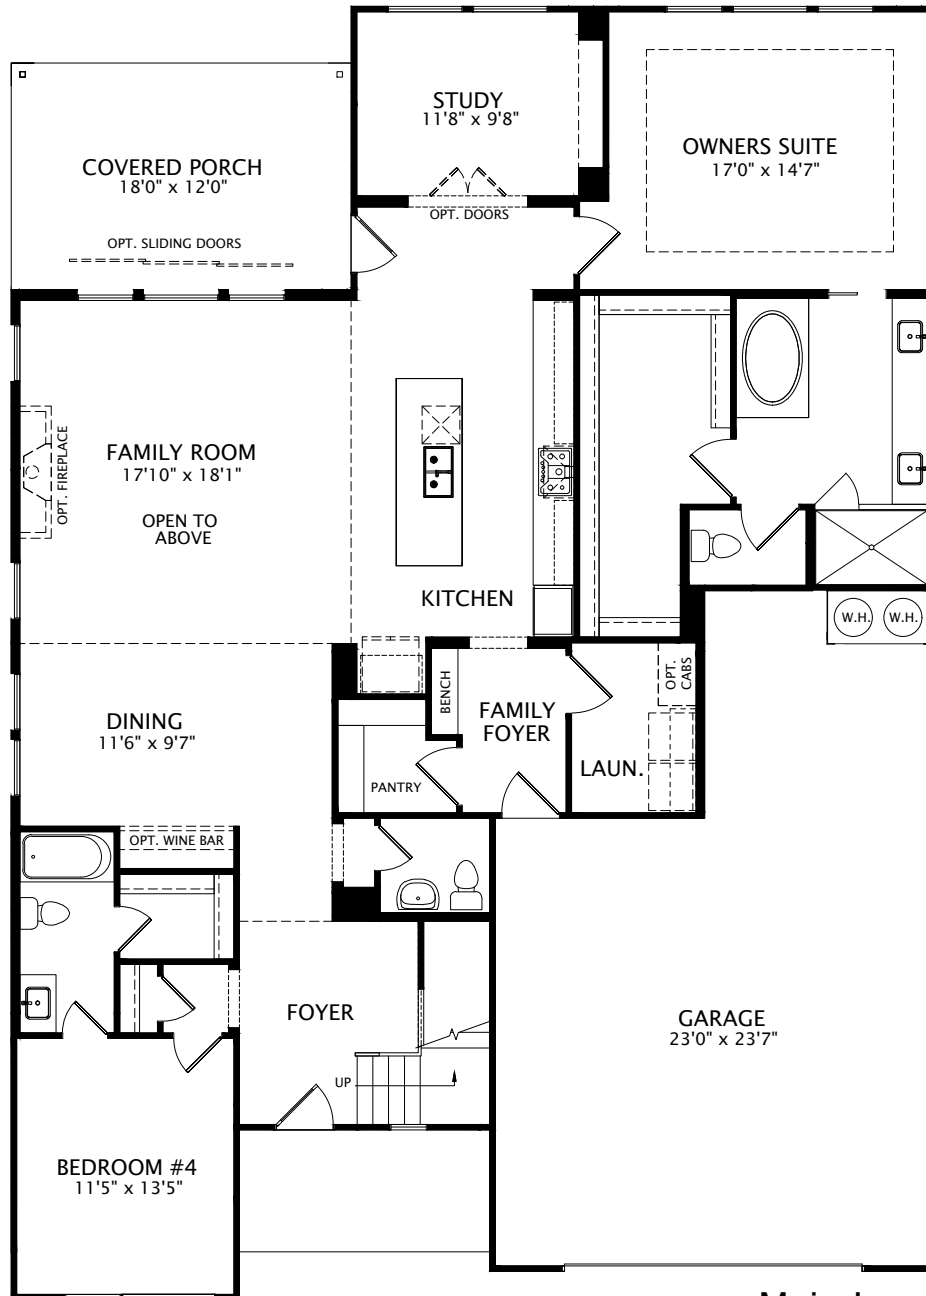 STUDY
11'8" x 9'8"
OWNERS SUITE
17'0" x 14'7"
COVERED PORCH
18'0" x 12'0"
OPT. DOORS
OPT. SLIDING DOORS
FAMILY ROOM
17'10" x 18'1"
OPT. FIREPLACE
OPEN TO
ABOVE
KITCHEN
W.H.
W.H.
BENCH
OPT.
CABS
FAMILY
FOYER
DINING
11'6" x 9'7"
LAUN.
PANTRY
OPT. WINE BAR
FOYER
GARAGE
23'0" x 23'7"
UP
BEDROOM #4
11'5" x 13'5"